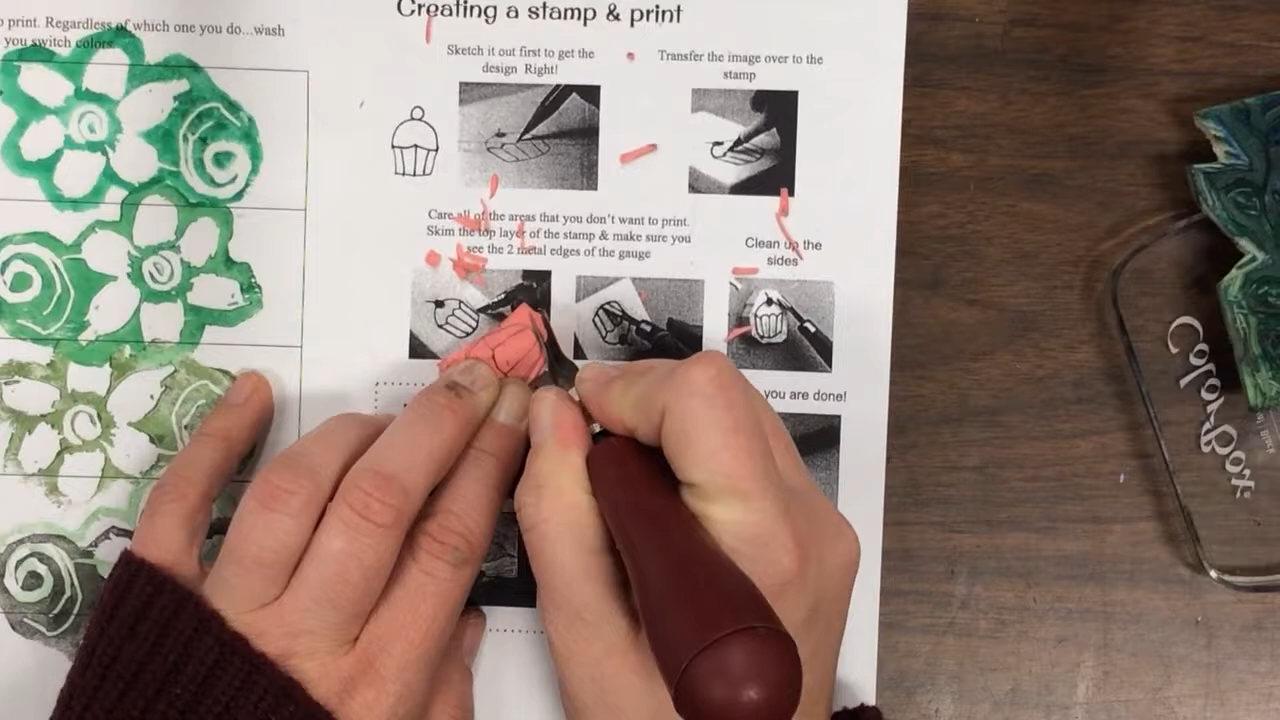 print. Regardless of which one you do...wash
you switch colors.
Creating a stamp & print
Sketch it out first to get the
design Right!
Transfer the image over to the
stamp
Care all of the areas that you don't want to print.
Skim the top layer of the stamp & make sure you
see the 2 metal edges of the gauge
Clean up the
sides
you are done!
Colorbox